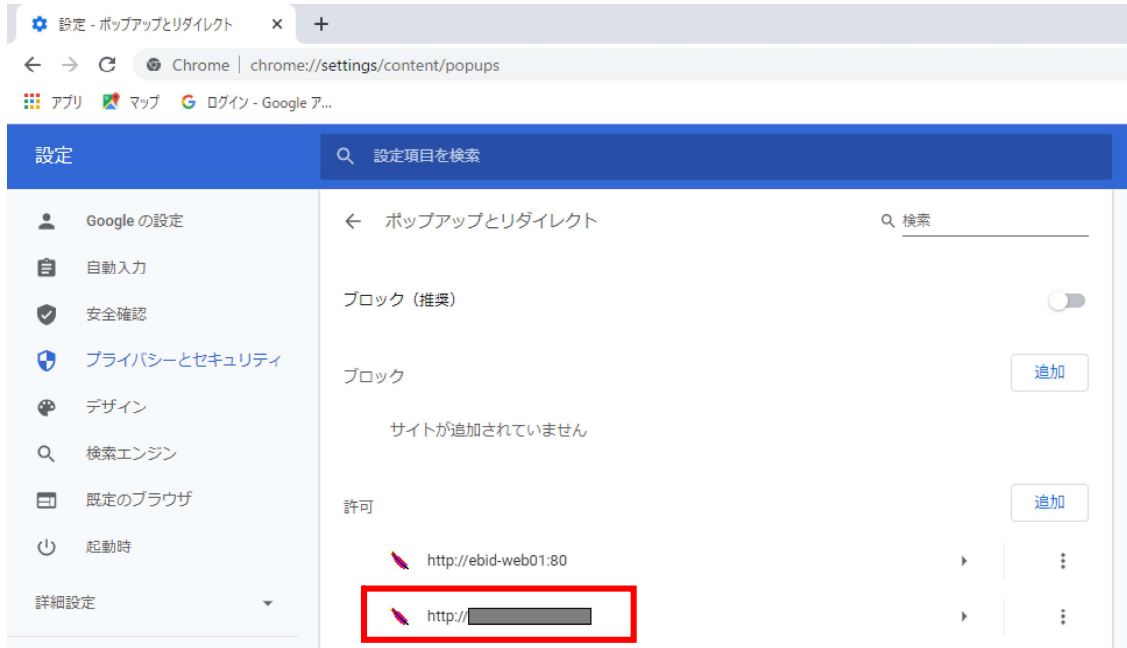 設定 - ポップアップとリダイレクト
Chrome | chrome://settings/content/popups
アプリ マップ G ログイン - Google ア...
設定
設定項目を検索
Google の設定
自動入力
安全確認
プライバシーとセキュリティ
デザイン
検索エンジン
既定のブラウザ
起動時
詳細設定
ポップアップとリダイレクト
検索
ブロック（推奨）
ブロック
追加
サイトが追加されていません
許可
追加
http://ebid-web01:80
http://